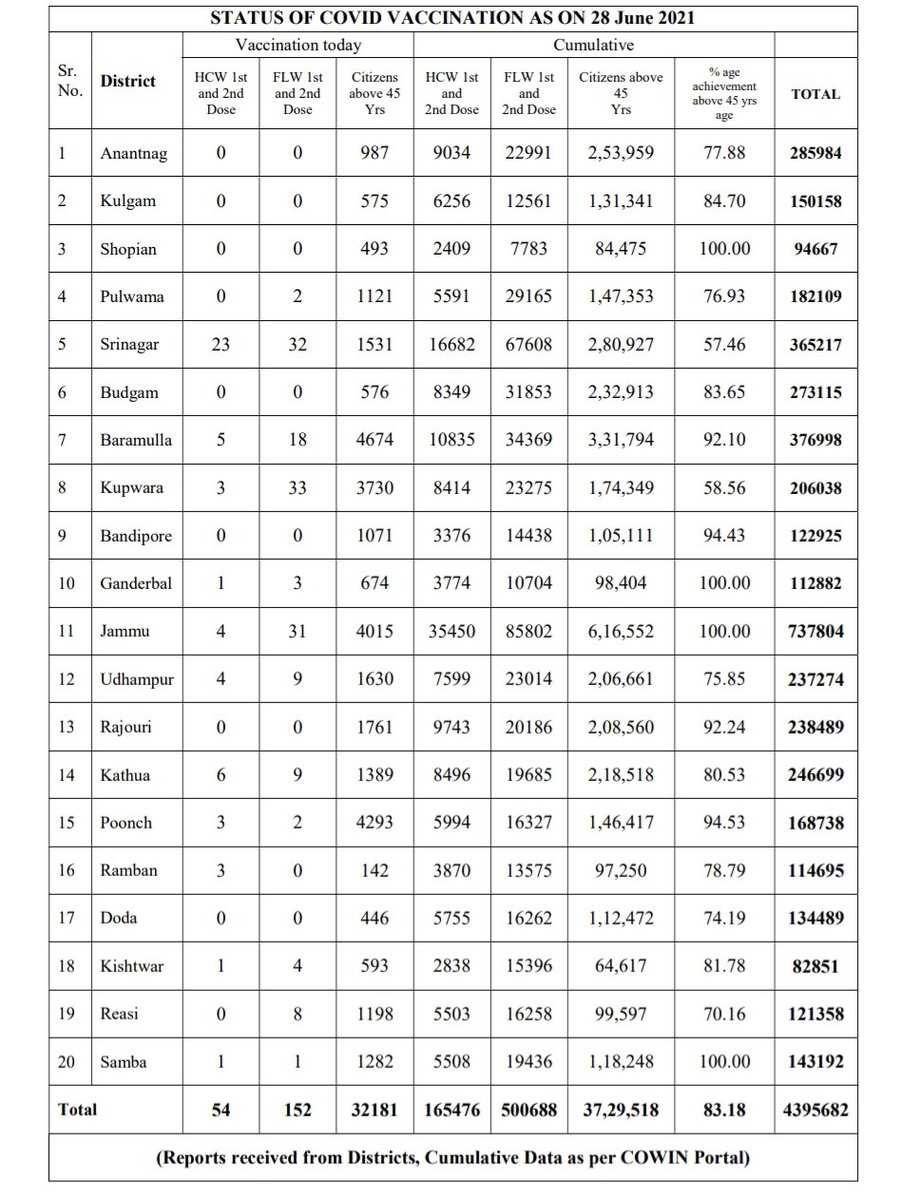 STATUS OF COVID VACCINATION AS ON 28 June 2021
Vaccination today Cumulative
Sr. No. District HCW 1st and 2nd Dose FLW 1st and 2nd Dose Citizens above 45 Yrs HCW 1st and 2nd Dose FLW 1st and 2nd Dose Citizens above 45 Yrs % age achievement above 45 yrs age TOTAL
1 Anantnag 0 0 987 9034 22991 2,53,959 77.88 285984
2 Kulgam 0 0 575 6256 12561 1,31,341 84.70 150158
3 Shopian 0 0 493 2409 7783 84,475 100.00 94667
4 Pulwama 0 2 1121 5591 29165 1,47,353 76.93 182109
5 Srinagar 23 32 1531 16682 67608 2,80,927 57.46 365217
6 Budgam 0 0 576 8349 31853 2,32,913 83.65 273115
7 Baramulla 5 18 4674 10835 34369 3,31,794 92.10 376998
8 Kupwara 3 33 3730 8414 23275 1,74,349 58.56 206038
9 Bandipore 0 0 1071 3376 14438 1,05,111 94.43 122925
10 Ganderbal 1 3 674 3774 10704 98,404 100.00 112882
11 Jammu 4 31 4015 35450 85802 6,16,552 100.00 737804
12 Udhampur 4 9 1630 7599 23014 2,06,661 75.85 237274
13 Rajouri 0 0 1761 9743 20186 2,08,560 92.24 238489
14 Kathua 6 9 1389 8496 19685 2,18,518 80.53 246699
15 Poonch 3 2 4293 5994 16327 1,46,417 94.53 168738
16 Ramban 3 0 142 3870 13575 97,250 78.79 114695
17 Doda 0 0 446 5755 16262 1,12,472 74.19 134489
18 Kishtwar 1 4 593 2838 15396 64,617 81.78 82851
19 Reasi 0 8 1198 5503 16258 99,597 70.16 121358
20 Samba 1 1 1282 5508 19436 1,18,248 100.00 143192
Total 54 152 32181 165476 500688 37,29,518 83.18 4395682
(Reports received from Districts, Cumulative Data as per COWIN Portal)